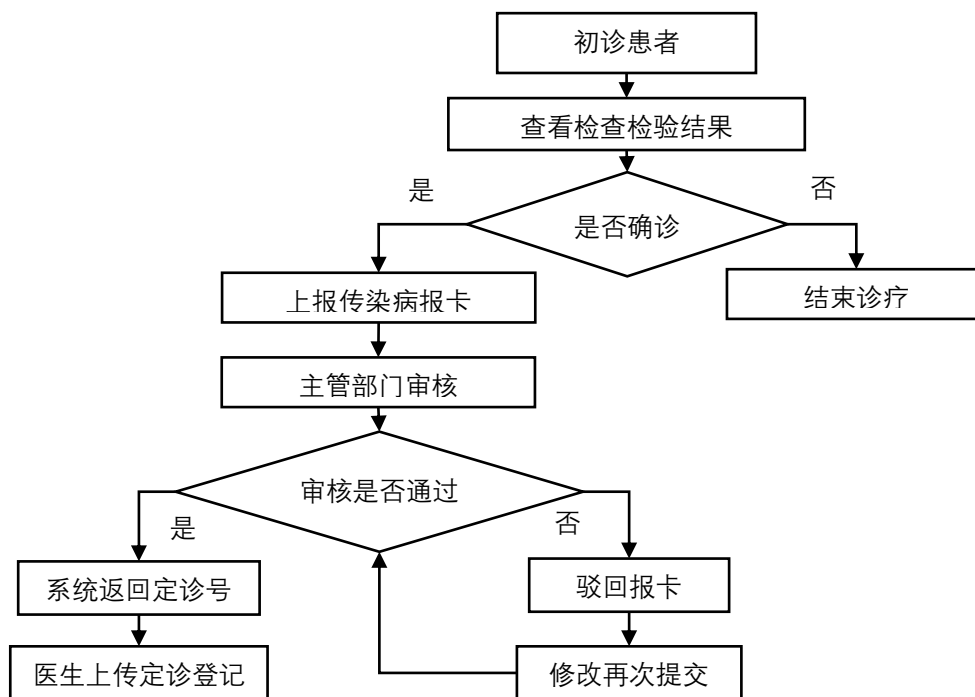 初诊患者
查看检查检验结果
是
否
是否确诊
上报传染病报卡
结束诊疗
主管部门审核
审核是否通过
是
否
系统返回定诊号
驳回报卡
医生上传定诊登记
修改再次提交